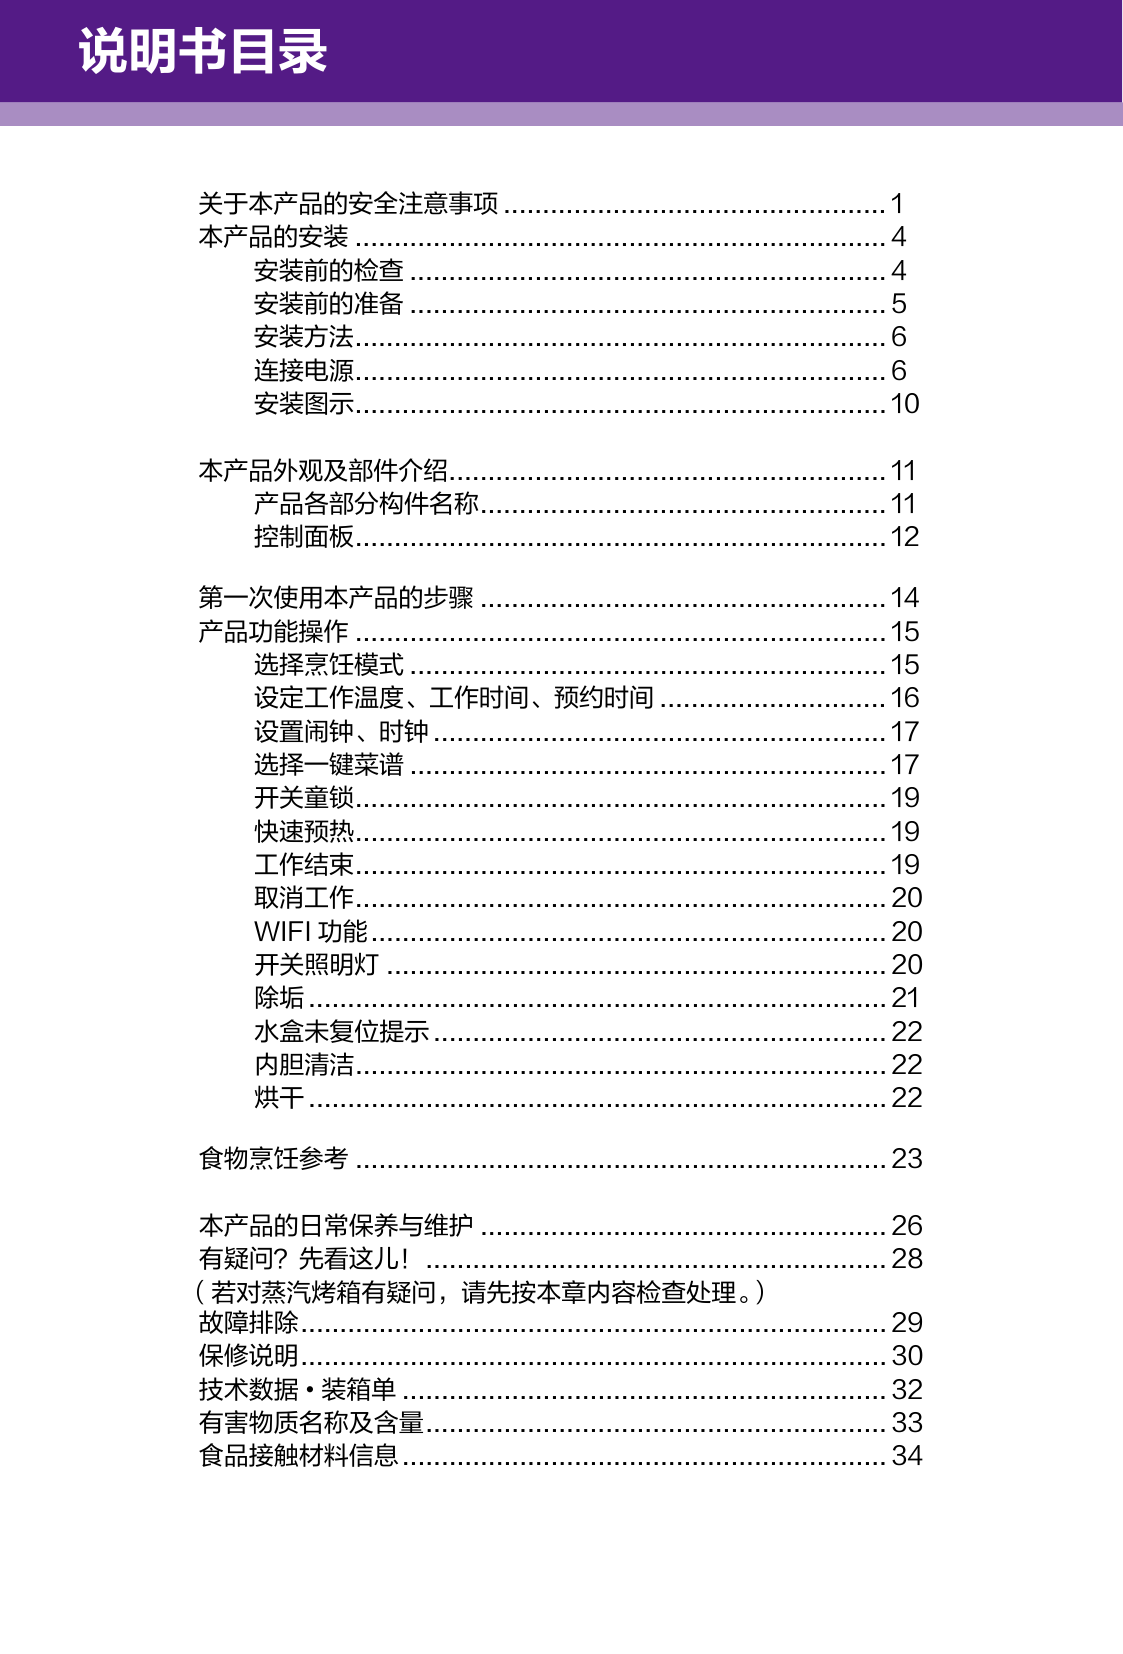 说明书目录
关于本产品的安全注意事项 ................................................ 1
本产品的安装 ................................................................... 4
安装前的检查 ............................................................ 4
安装前的准备 ............................................................ 5
安装方法................................................................... 6
连接电源................................................................... 6
安装图示................................................................... 10
本产品外观及部件介绍....................................................... 11
产品各部分构件名称................................................... 11
控制面板................................................................... 12
第一次使用本产品的步骤 ................................................... 14
产品功能操作 ................................................................... 15
选择烹饪模式 ............................................................ 15
设定工作温度、工作时间、预约时间 ............................ 16
设置闹钟、时钟 ......................................................... 17
选择一键菜谱 ............................................................ 17
开关童锁................................................................... 19
快速预热................................................................... 19
工作结束................................................................... 19
取消工作................................................................... 20
WIFI 功能................................................................. 20
开关照明灯 ............................................................... 20
除垢 ......................................................................... 21
水盒未复位提示 ......................................................... 22
内胆清洁................................................................... 22
烘干 ......................................................................... 22
食物烹饪参考 ................................................................... 23
本产品的日常保养与维护 ................................................... 26
有疑问？先看这儿！ .......................................................... 28
（若对蒸汽烤箱有疑问，请先按本章内容检查处理。）
故障排除.......................................................................... 29
保修说明.......................................................................... 30
技术数据•装箱单 ............................................................. 32
有害物质名称及含量.......................................................... 33
食品接触材料信息............................................................. 34